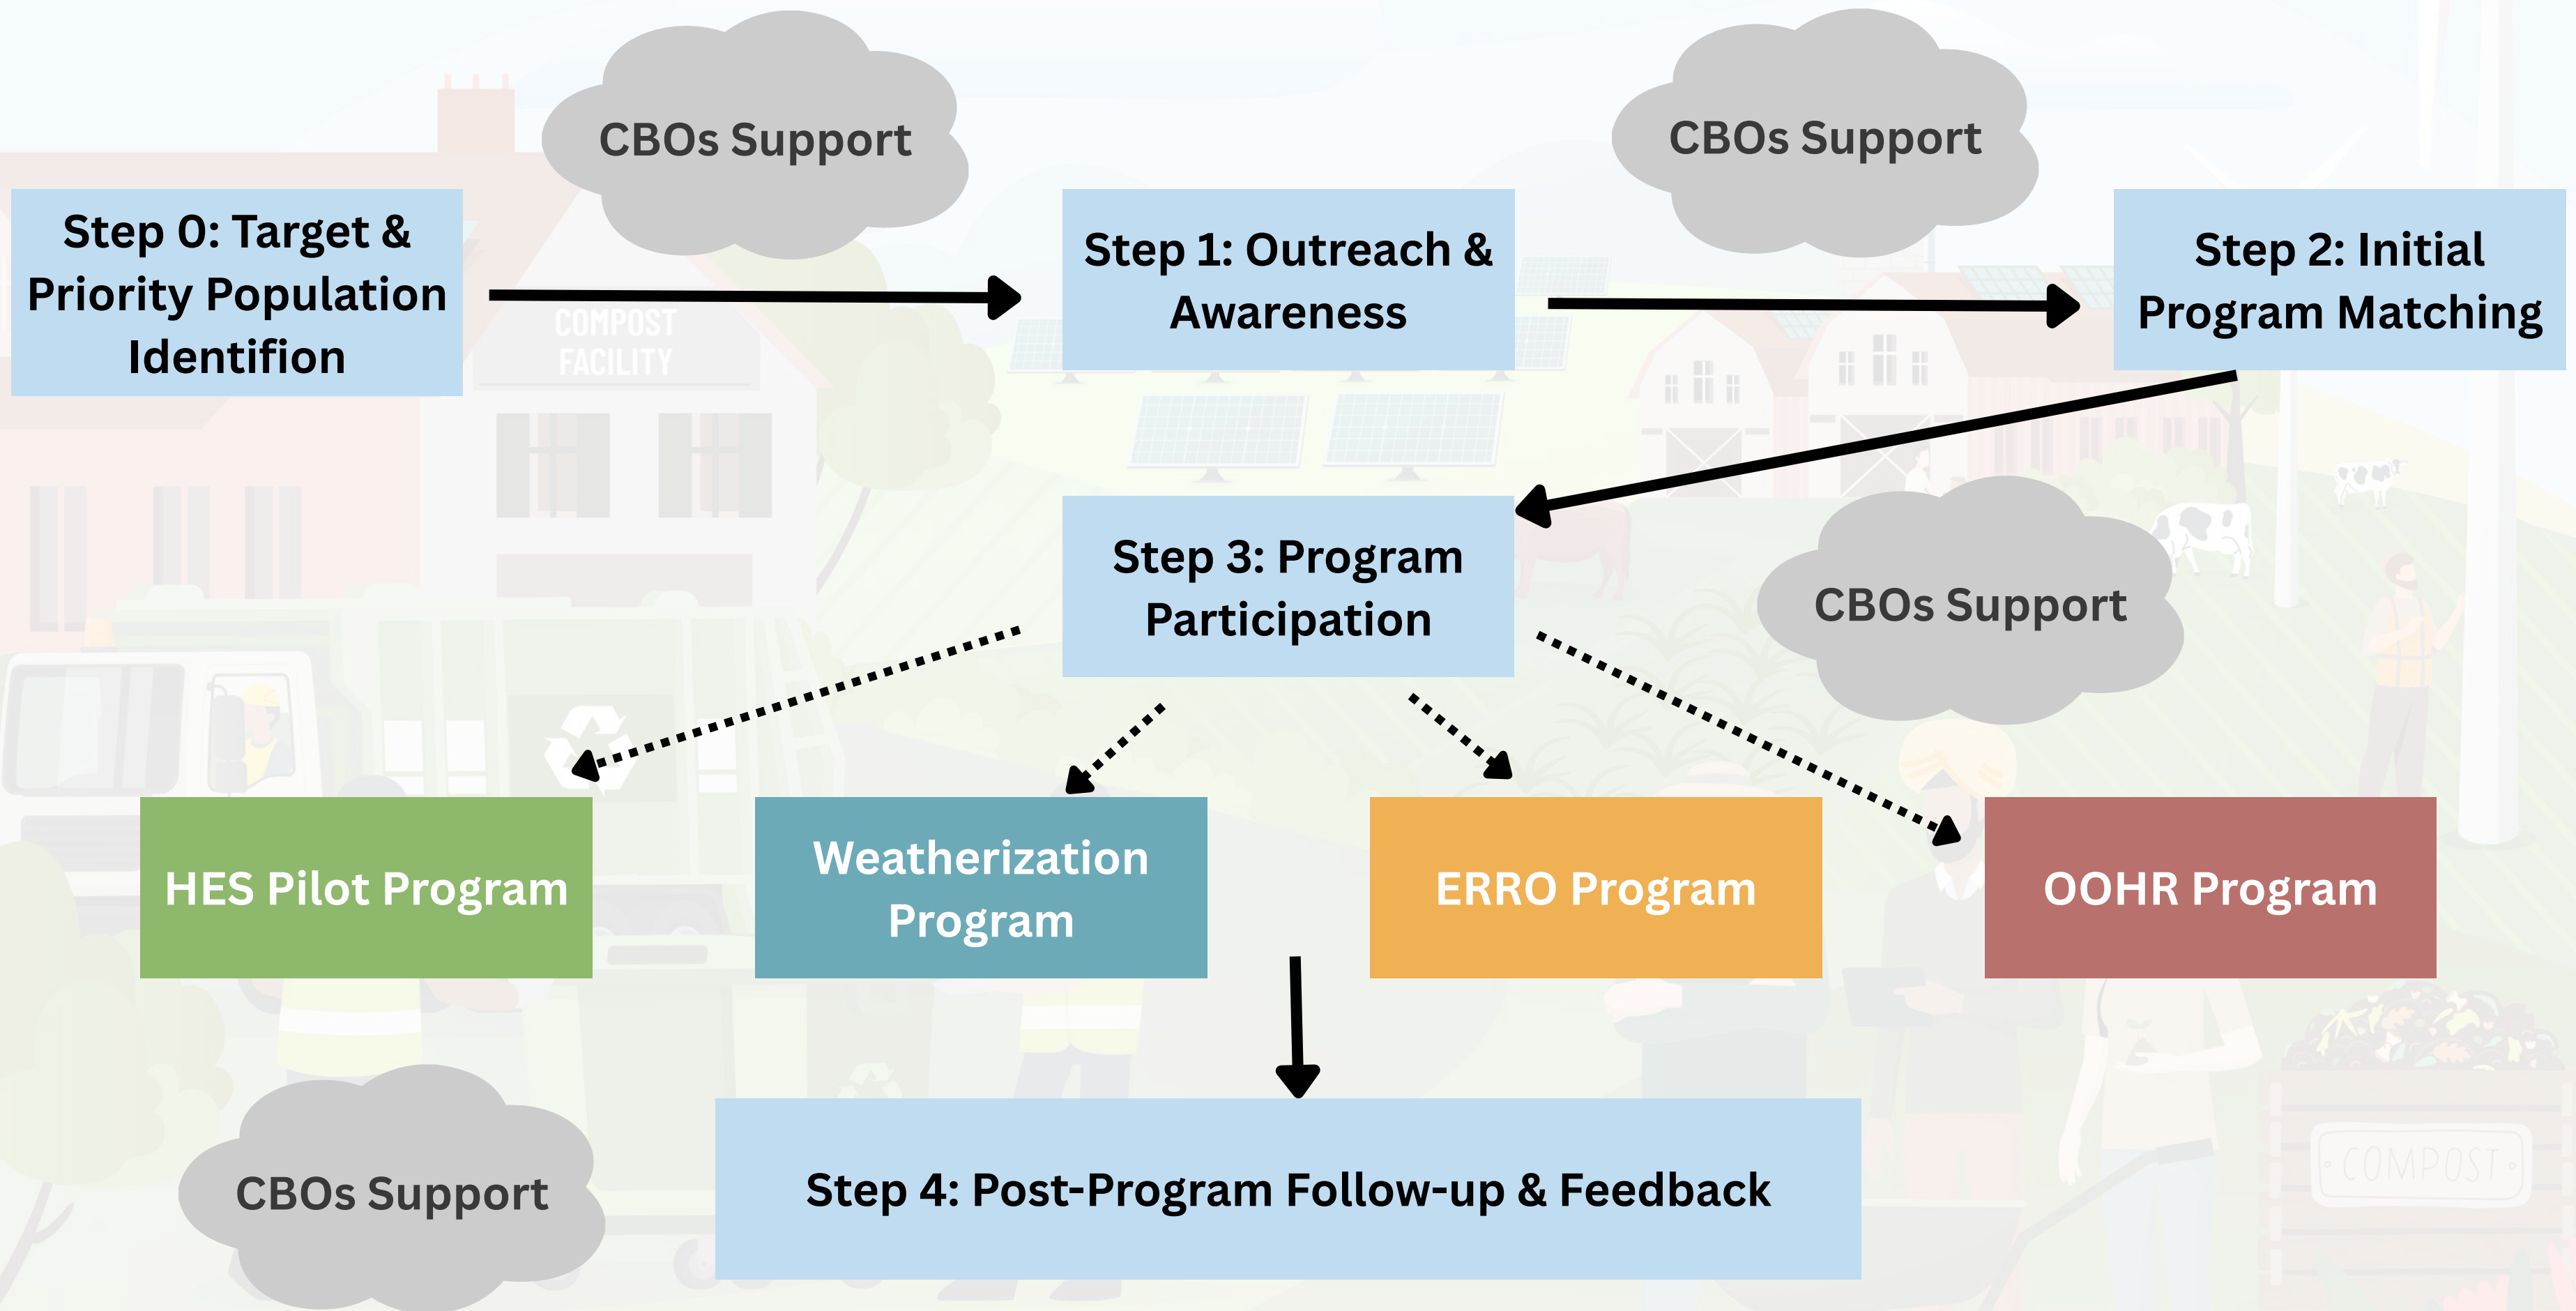 CBOs Support
CBOs Support
Step 0: Target &
Priority Population
Identifion
Step 1: Outreach &
Awareness
Step 2: Initial
Program Matching
COMPOST
FACILITY
Step 3: Program
Participation
CBOs Support
HES Pilot Program
Weatherization
Program
ERRO Program
OOHR Program
CBOs Support
Step 4: Post-Program Follow-up & Feedback
COMPOST